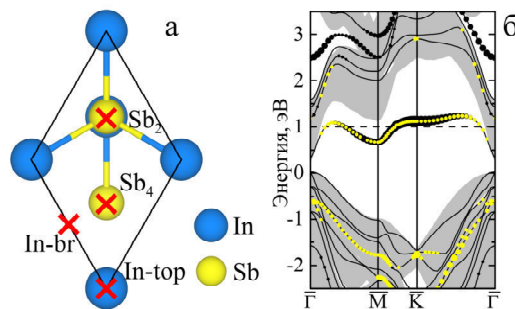 а
Sb₂
Sb₄
In-br
In-top
In
Sb
б
Энергия, эВ
3
2
1
0
-1
-2
Γ̅
M̅
K̅
Γ̅